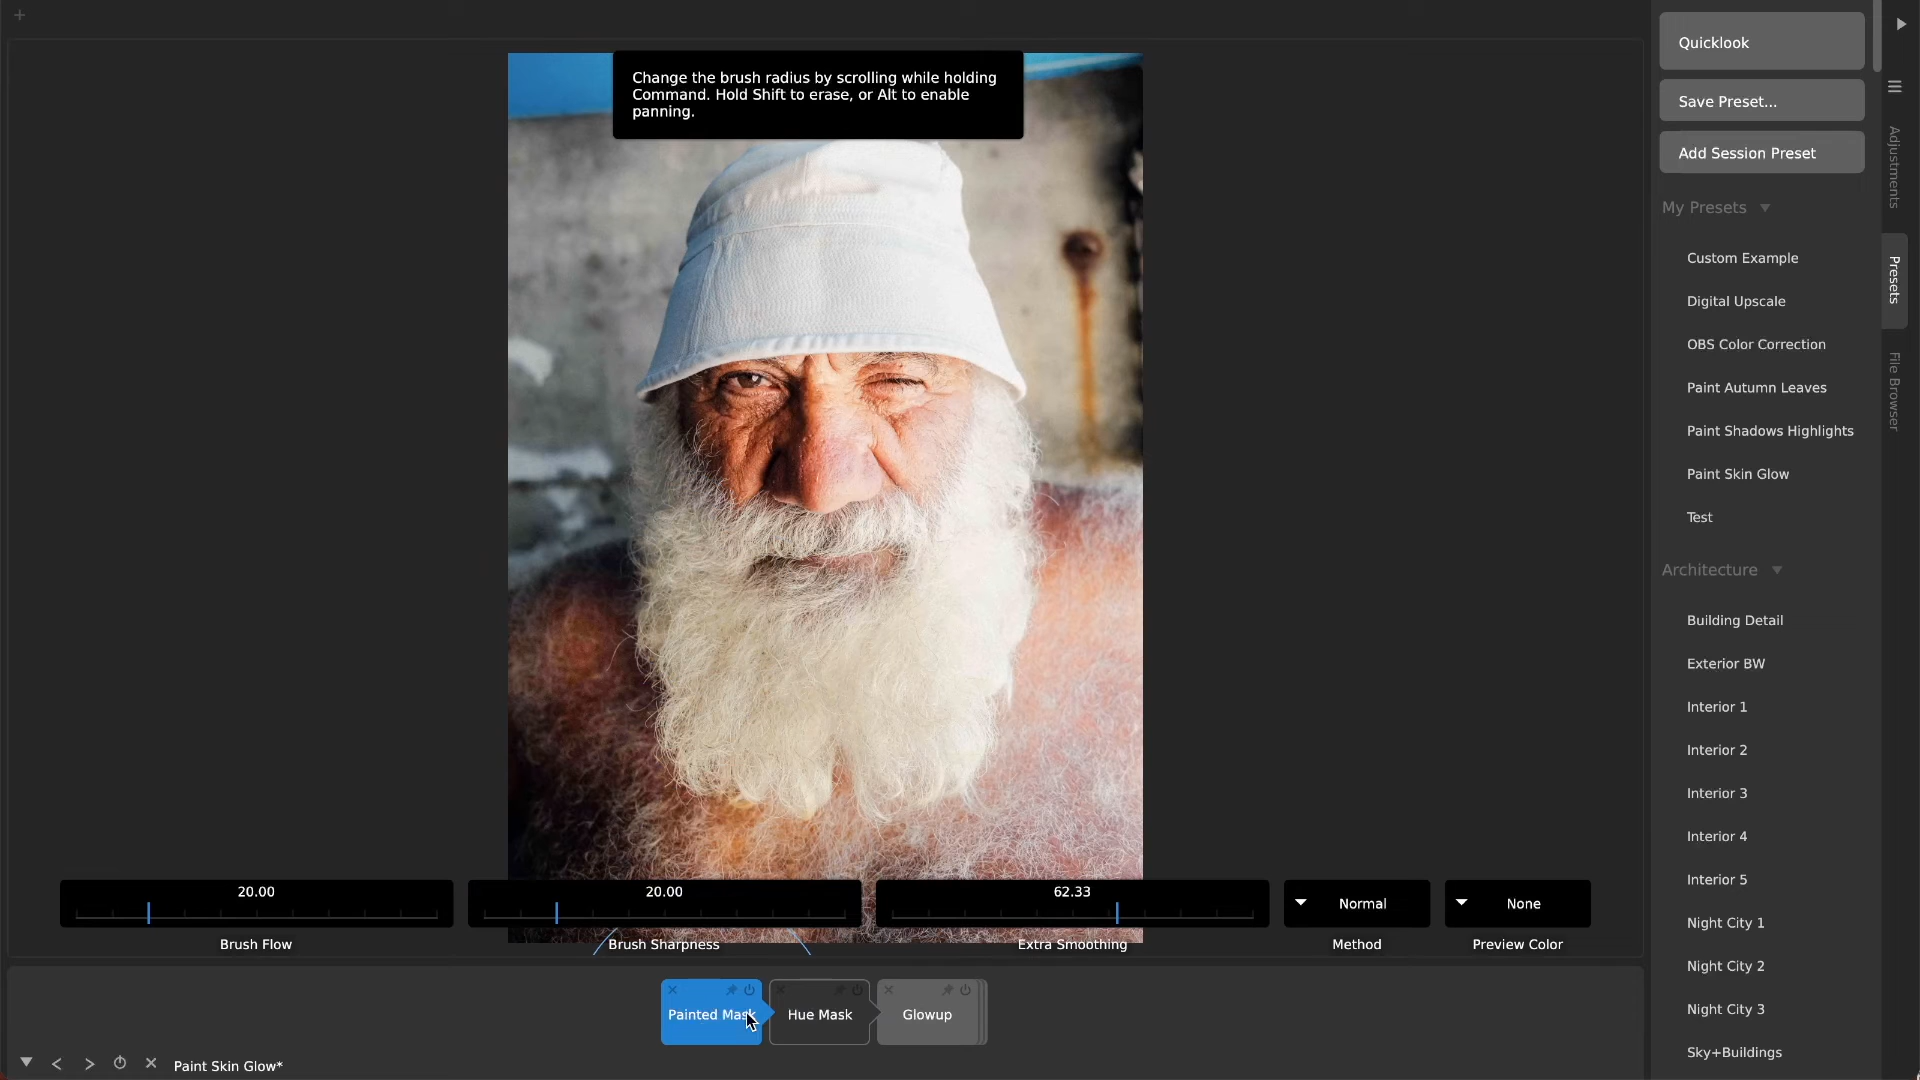 Change the brush radius by scrolling while holding
Command. Hold Shift to erase, or Alt to enable
panning.
20.00
Brush Flow
20.00
Brush Sharpness
62.33
Extra Smoothing
Normal
Method
None
Preview Color
Painted Mask
Hue Mask
Glowup
Paint Skin Glow*
Quicklook
Save Preset...
Add Session Preset
My Presets
Custom Example
Digital Upscale
OBS Color Correction
Paint Autumn Leaves
Paint Shadows Highlights
Paint Skin Glow
Test
Architecture
Building Detail
Exterior BW
Interior 1
Interior 2
Interior 3
Interior 4
Interior 5
Night City 1
Night City 2
Night City 3
Sky+Buildings
Adjustments
Presets
File Browser